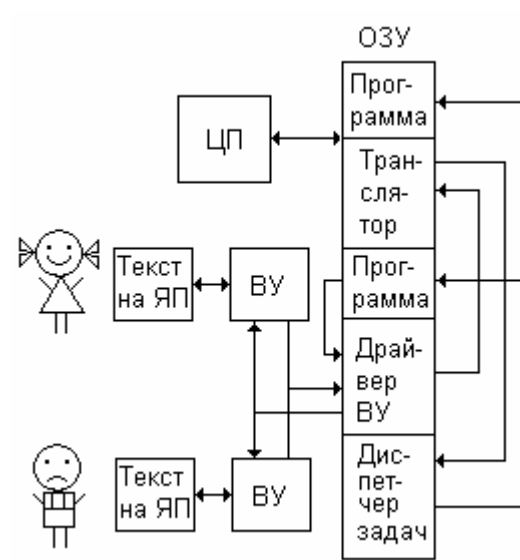 ОЗУ
Прог-
рамма
ЦП
Тран-
сля-
тор
Текст
на ЯП
ВУ
Прог-
рамма
Драй-
вер
ВУ
Текст
на ЯП
ВУ
Дис-
пет-
чер
задач